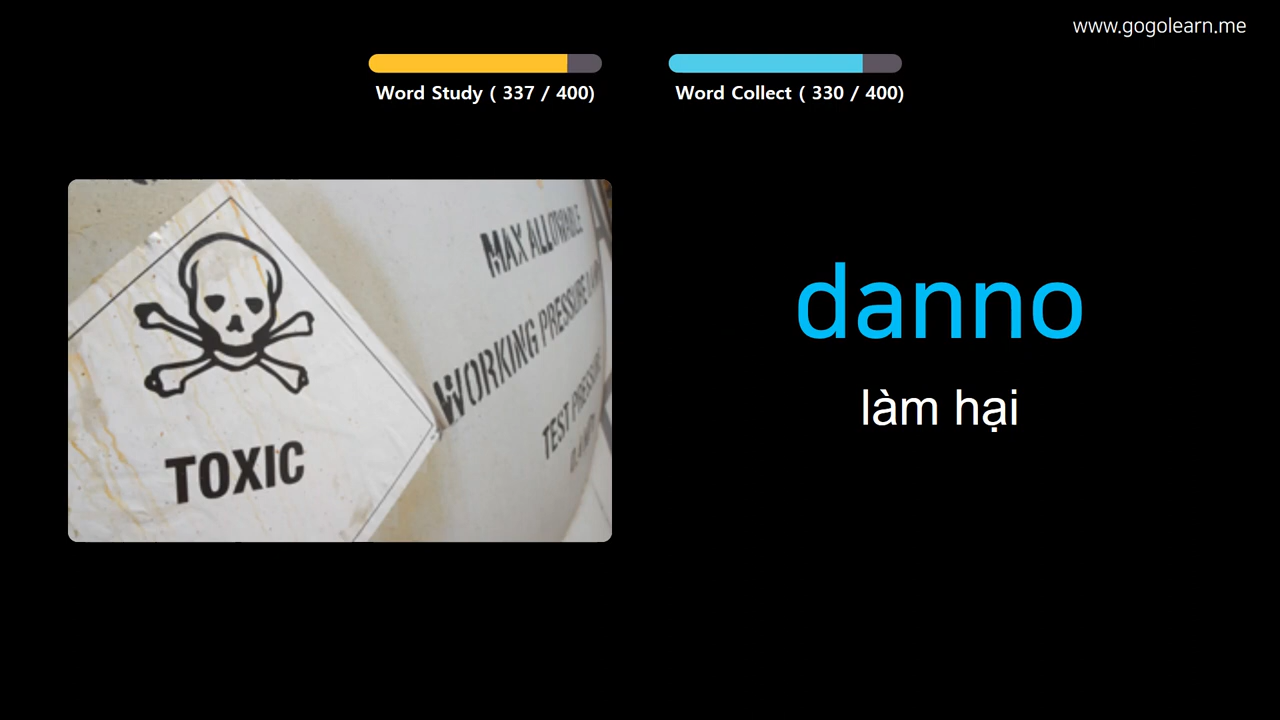 www.gogolearn.me
Word Study ( 337 / 400)
Word Collect ( 330 / 400)
MAX ALLOWABLE
WORKING PRESSURE
TEST PRESSURE
TOXIC
danno
làm hại